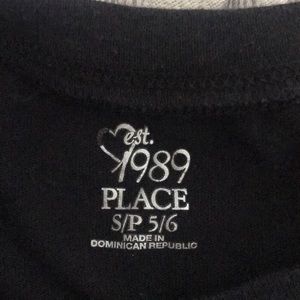 est.
1989
PLACE
S/P 5/6
MADE IN
DOMINICAN REPUBLIC